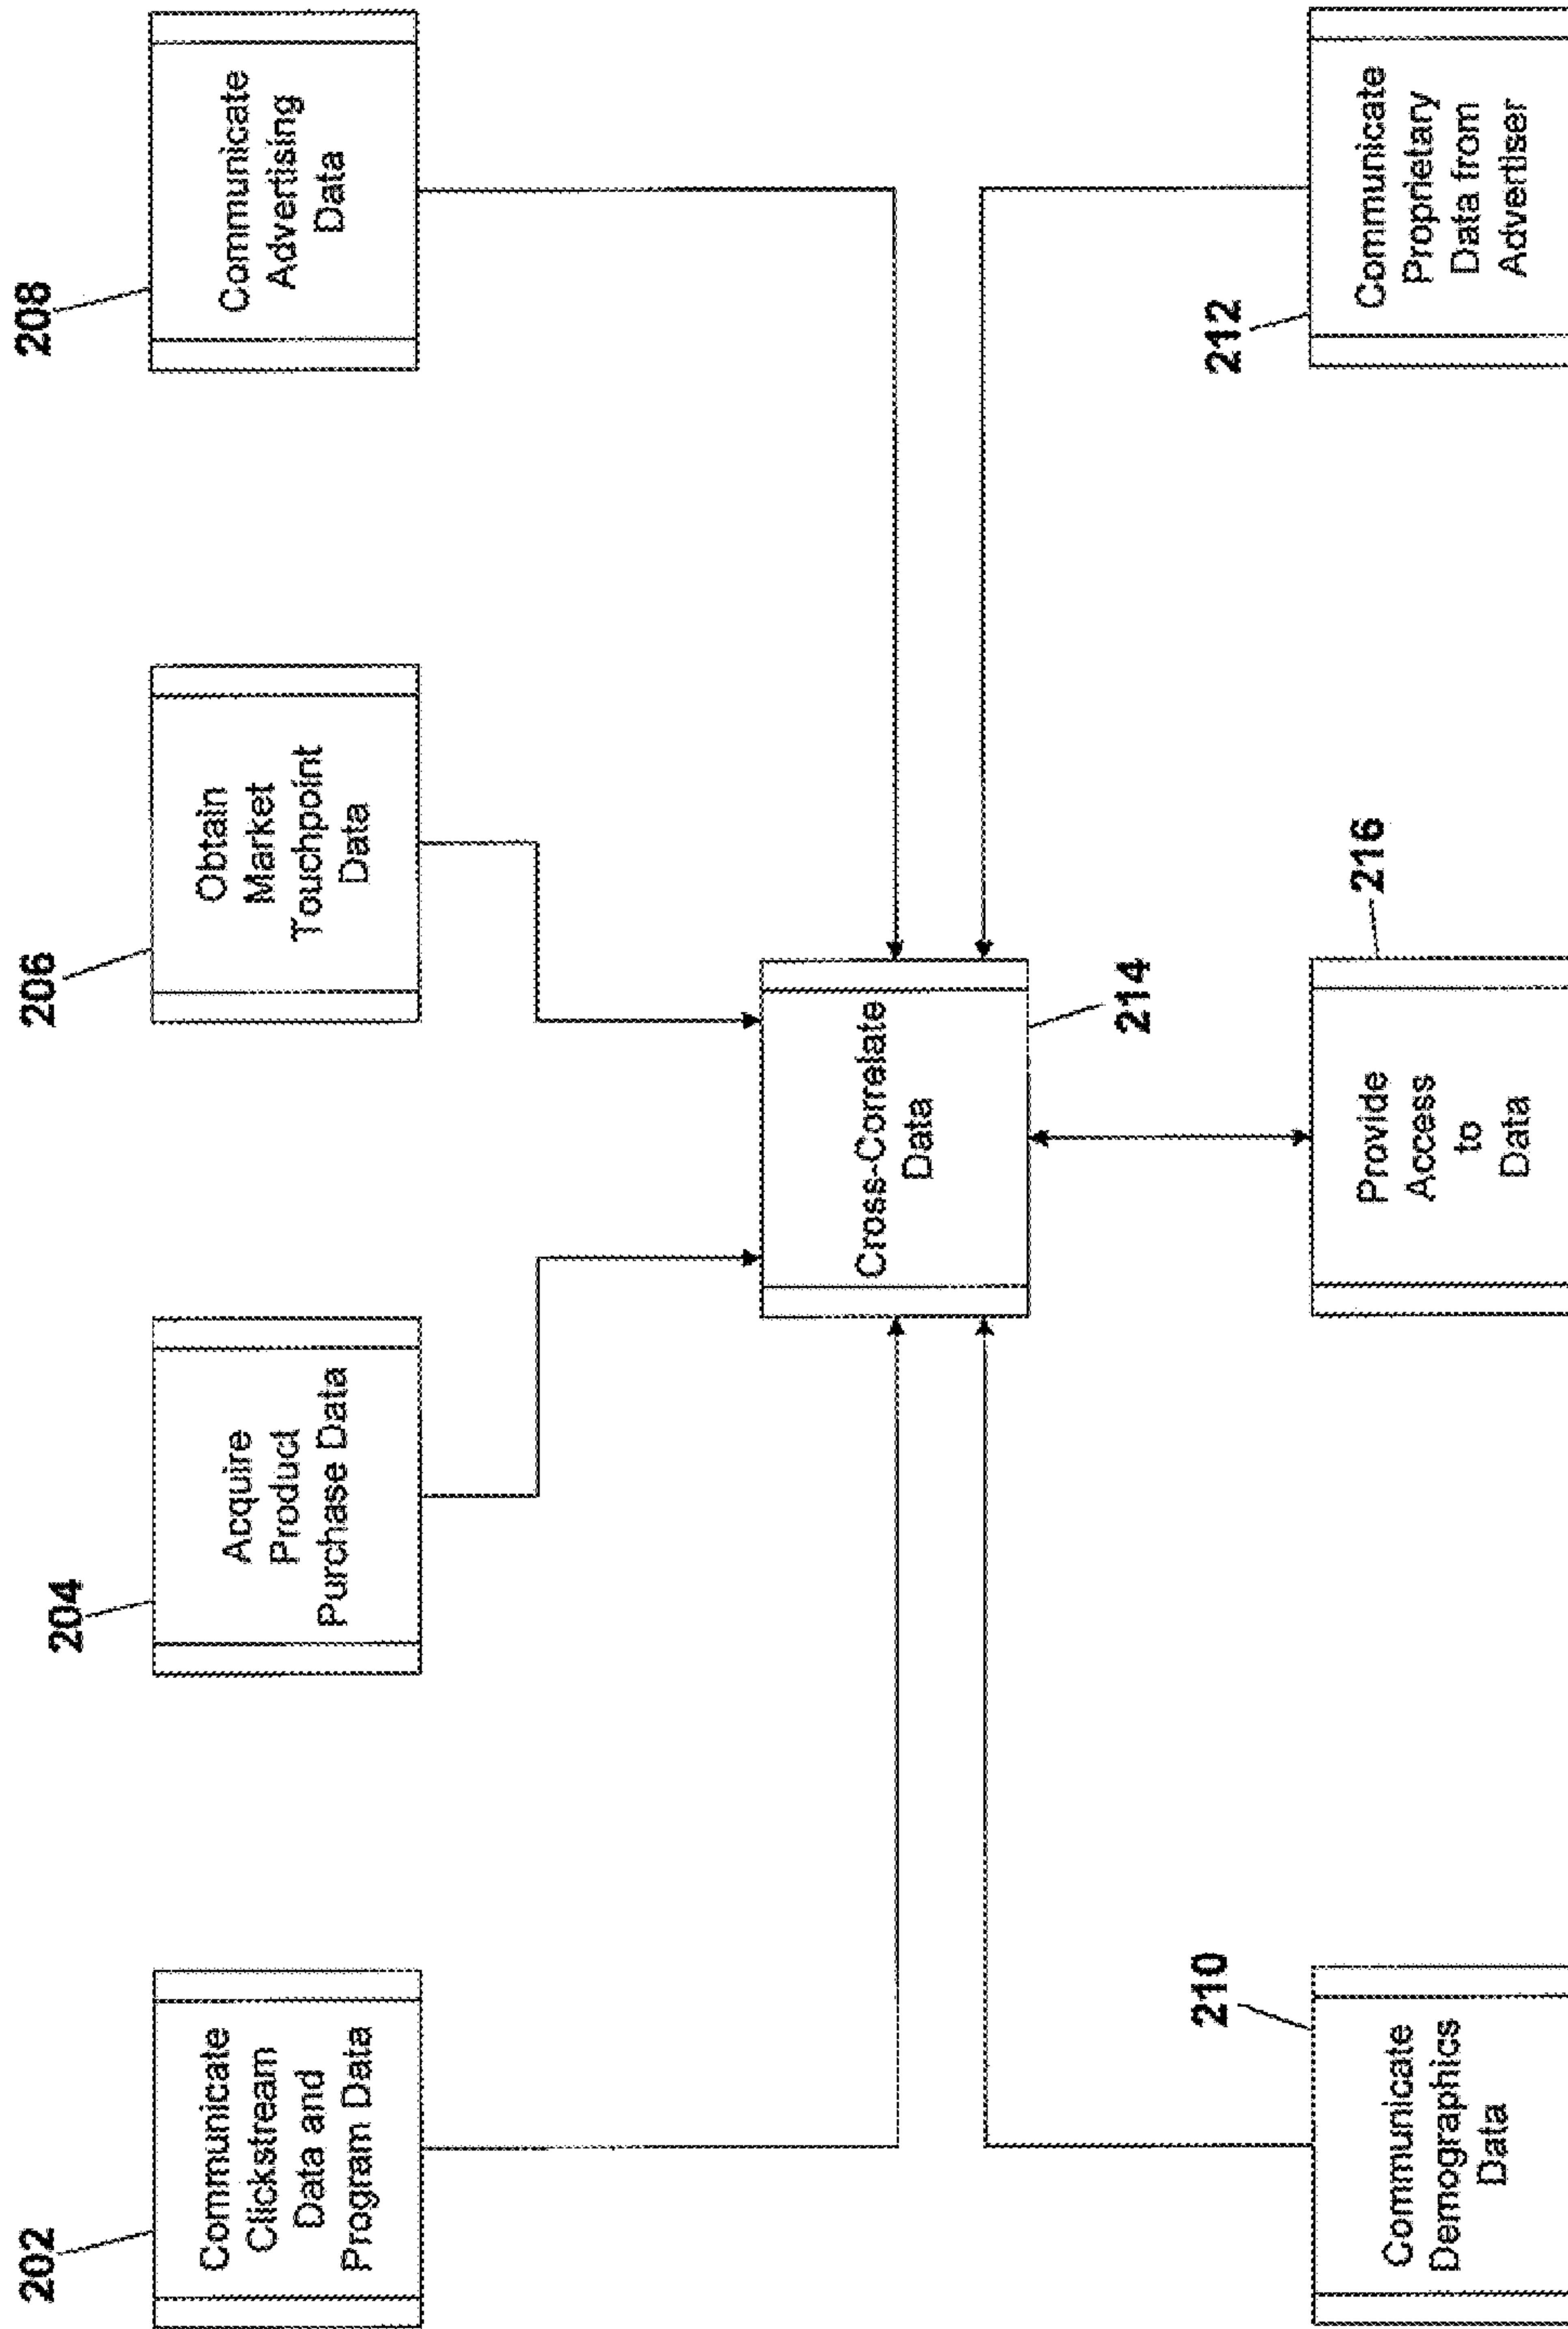 202
Communicate
Clickstream
Data and
Program Data
204
Acquire
Product
Purchase Data
206
Obtain
Market
Touchpoint
Data
208
Communicate
Advertising
Data
Cross-Correlate
Data
214
210
Communicate
Demographics
Data
216
Provide
Access
to
Data
212
Communicate
Proprietary
Data from
Advertiser